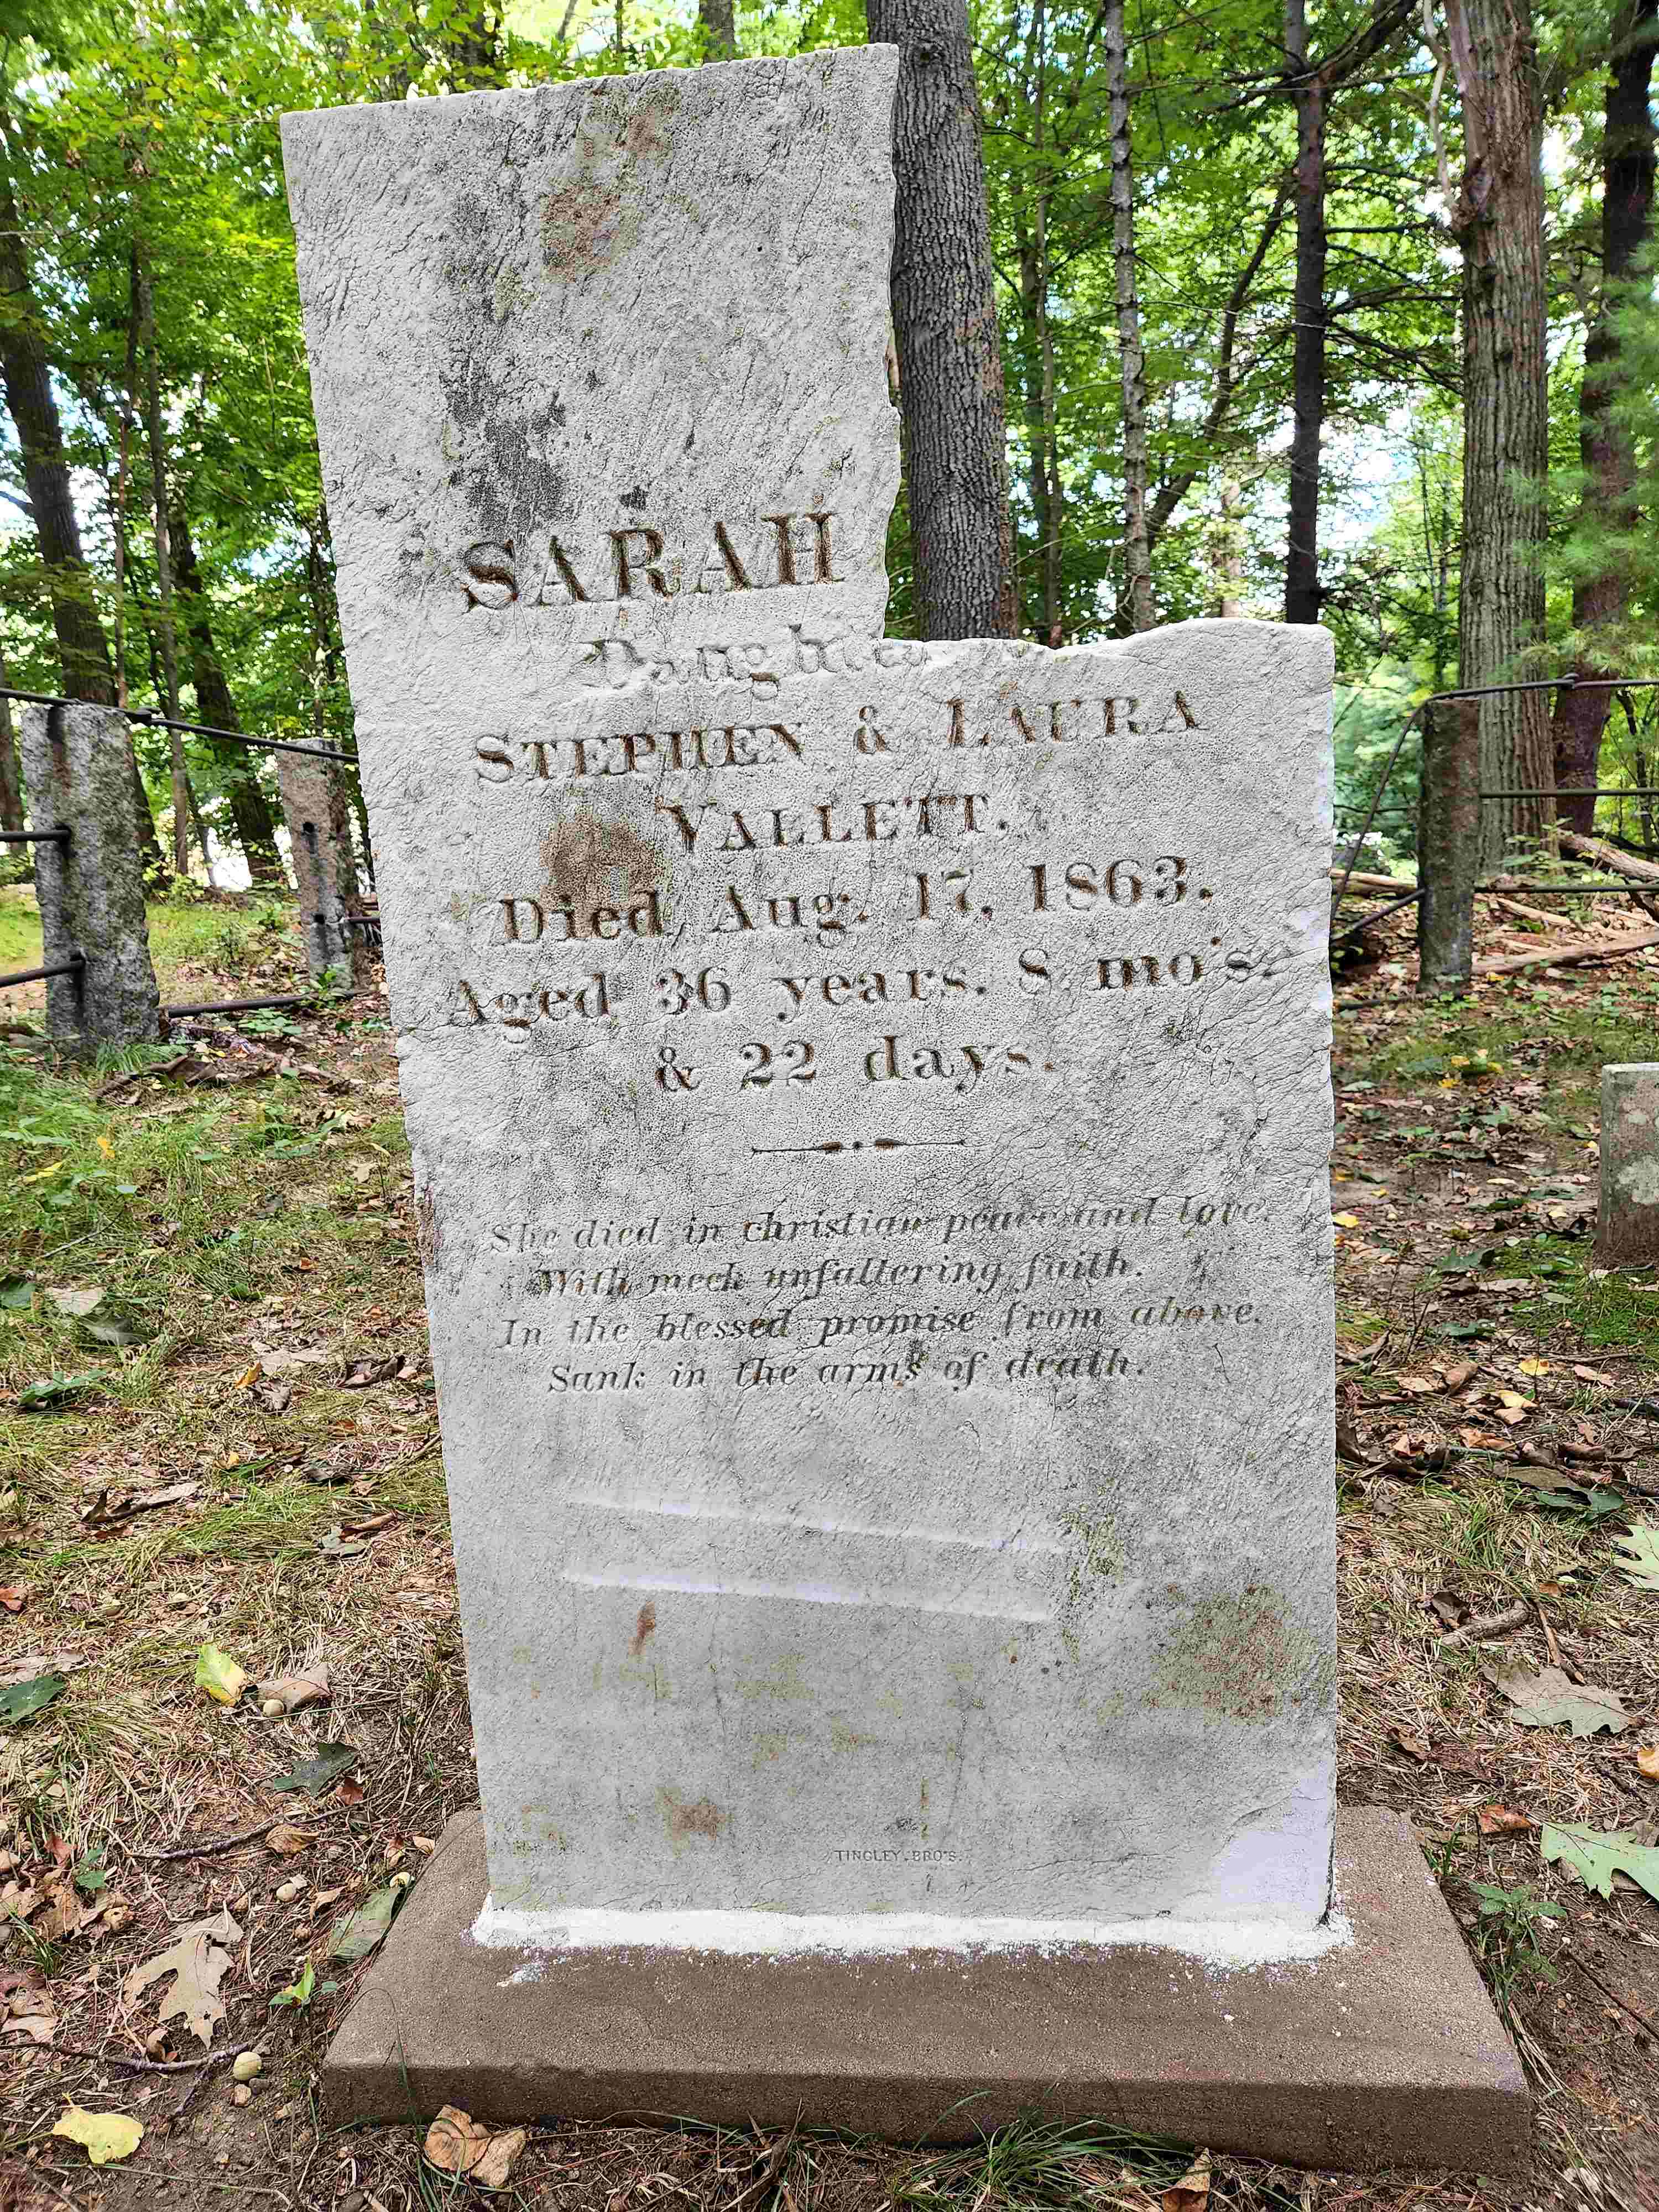 SARAH
Daughter
STEPHEN & LAURA
VALLETT.
Died Aug. 17, 1863.
Aged 36 years. 8 mo's.
& 22 days.
She died in christian peace and love.
With meek unfaltering faith.
In the blessed promise from above.
Sank in the arms of death.
TINGLEY. BRO'S.